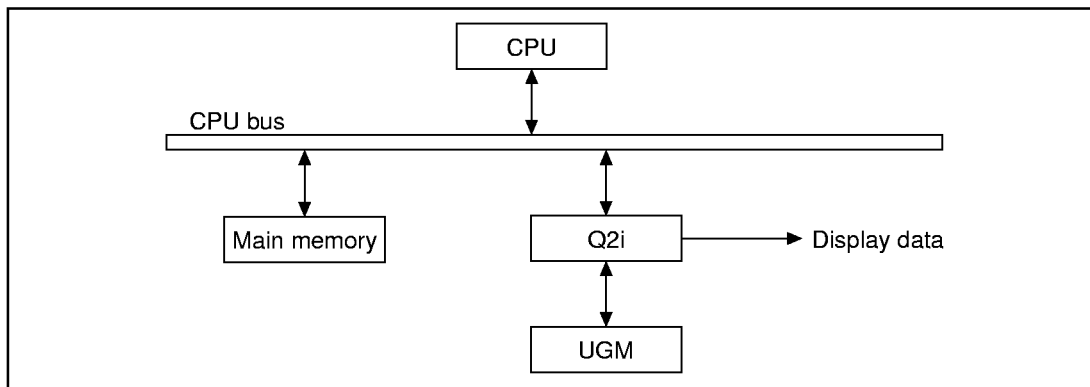 CPU
CPU bus
Main memory
Q2i
Display data
UGM